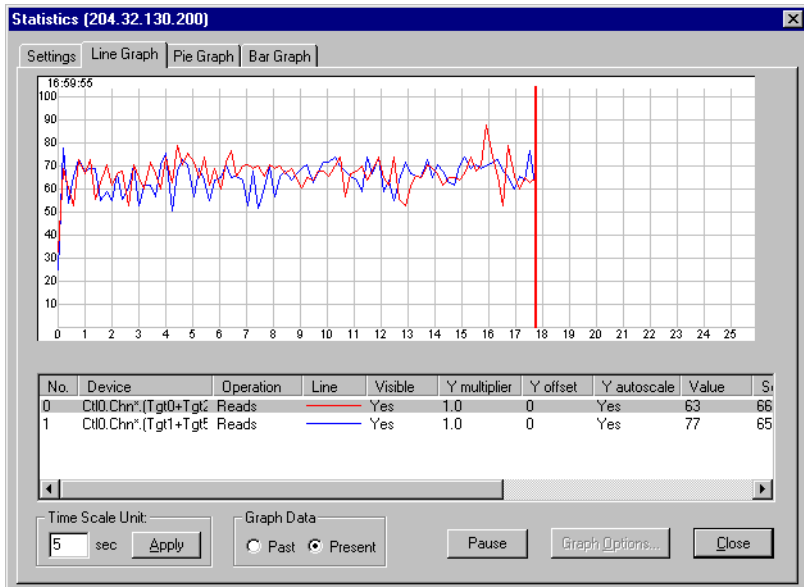 Statistics (204.32.130.200)
Settings Line Graph Pie Graph Bar Graph
16:59:55
100
90
80
70
60
50
40
30
20
10
0 1 2 3 4 5 6 7 8 9 10 11 12 13 14 15 16 17 18 19 20 21 22 23 24 25
No. Device Operation Line Visible Y multiplier Y offset Y autoscale Value
0 Ctl0.Chn*.(Tgt0+Tgt2 Reads Yes 1.0 0 Yes 63 66
1 Ctl0.Chn*.(Tgt1+Tgt Reads Yes 1.0 0 Yes 77 65
Time Scale Unit: Graph Data
5 sec Apply Past Present Pause Graph Options... Close